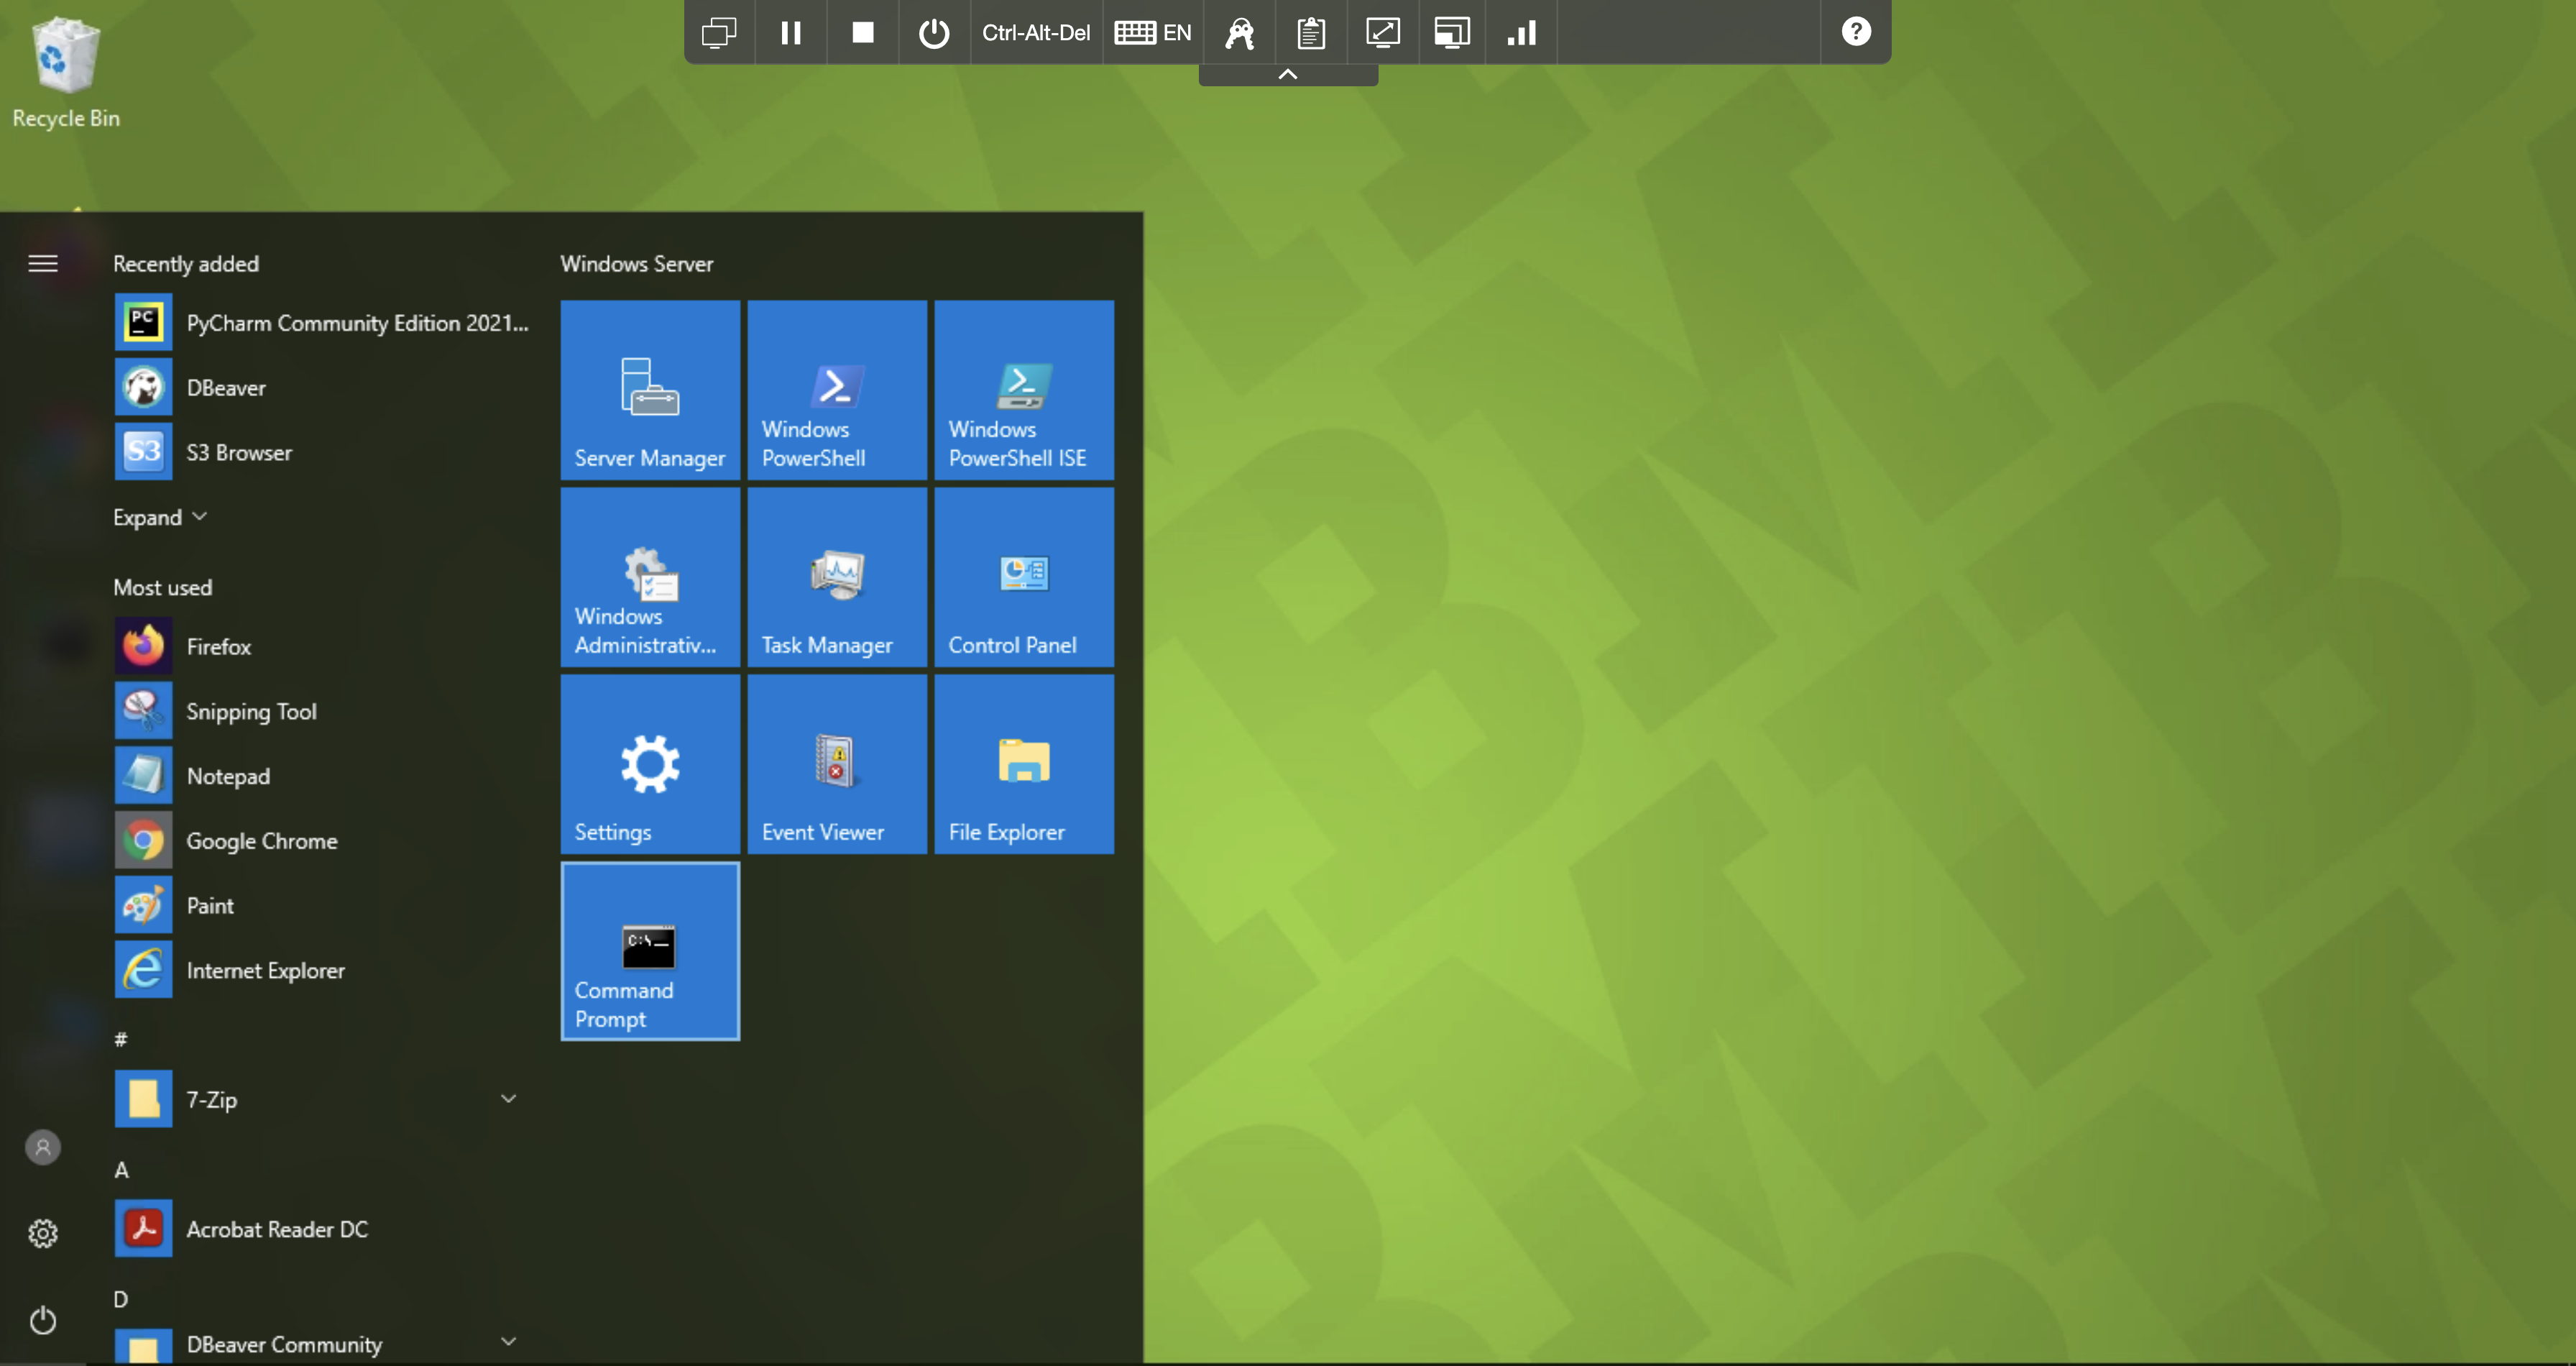 Ctrl-Alt-Del
EN
?
Recycle Bin
Recently added
PC
PyCharm Community Edition 2021...
DBeaver
S3
S3 Browser
Expand
Most used
Firefox
Snipping Tool
Notepad
Google Chrome
Paint
Internet Explorer
#
7-Zip
A
Acrobat Reader DC
D
DBeaver Community
Windows Server
Server Manager
Windows
PowerShell
Windows
PowerShell ISE
Windows
Administrativ...
Task Manager
Control Panel
Settings
Event Viewer
File Explorer
C:\
Command
Prompt